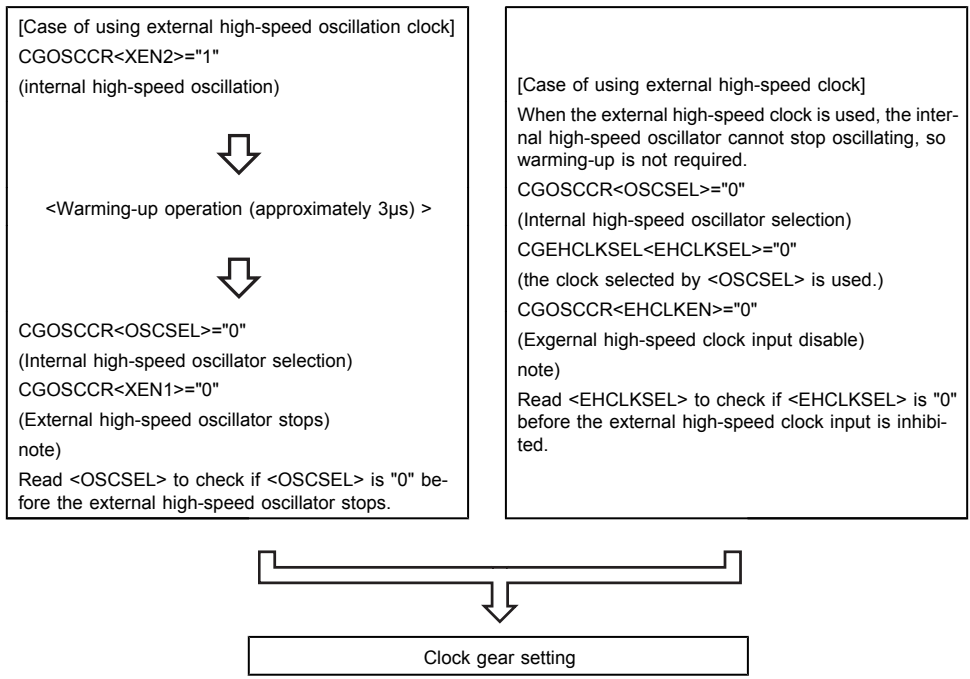 [Case of using external high-speed oscillation clock]
CGOSCCR<XEN2>="1"
(internal high-speed oscillation)
<Warming-up operation (approximately 3μs) >
CGOSCCR<OSCSEL>="0"
(Internal high-speed oscillator selection)
CGOSCCR<XEN1>="0"
(External high-speed oscillator stops)
note)
Read <OSCSEL> to check if <OSCSEL> is "0" be-
fore the external high-speed oscillator stops.
[Case of using external high-speed clock]
When the external high-speed clock is used, the inter-
nal high-speed oscillator cannot stop oscillating, so
warming-up is not required.
CGOSCCR<OSCSEL>="0"
(Internal high-speed oscillator selection)
CGEHCLKSEL<EHCLKSEL>="0"
(the clock selected by <OSCSEL> is used.)
CGOSCCR<EHCLKEN>="0"
(Exgernal high-speed clock input disable)
note)
Read <EHCLKSEL> to check if <EHCLKSEL> is "0"
before the external high-speed clock input is inhibi-
ted.
Clock gear setting